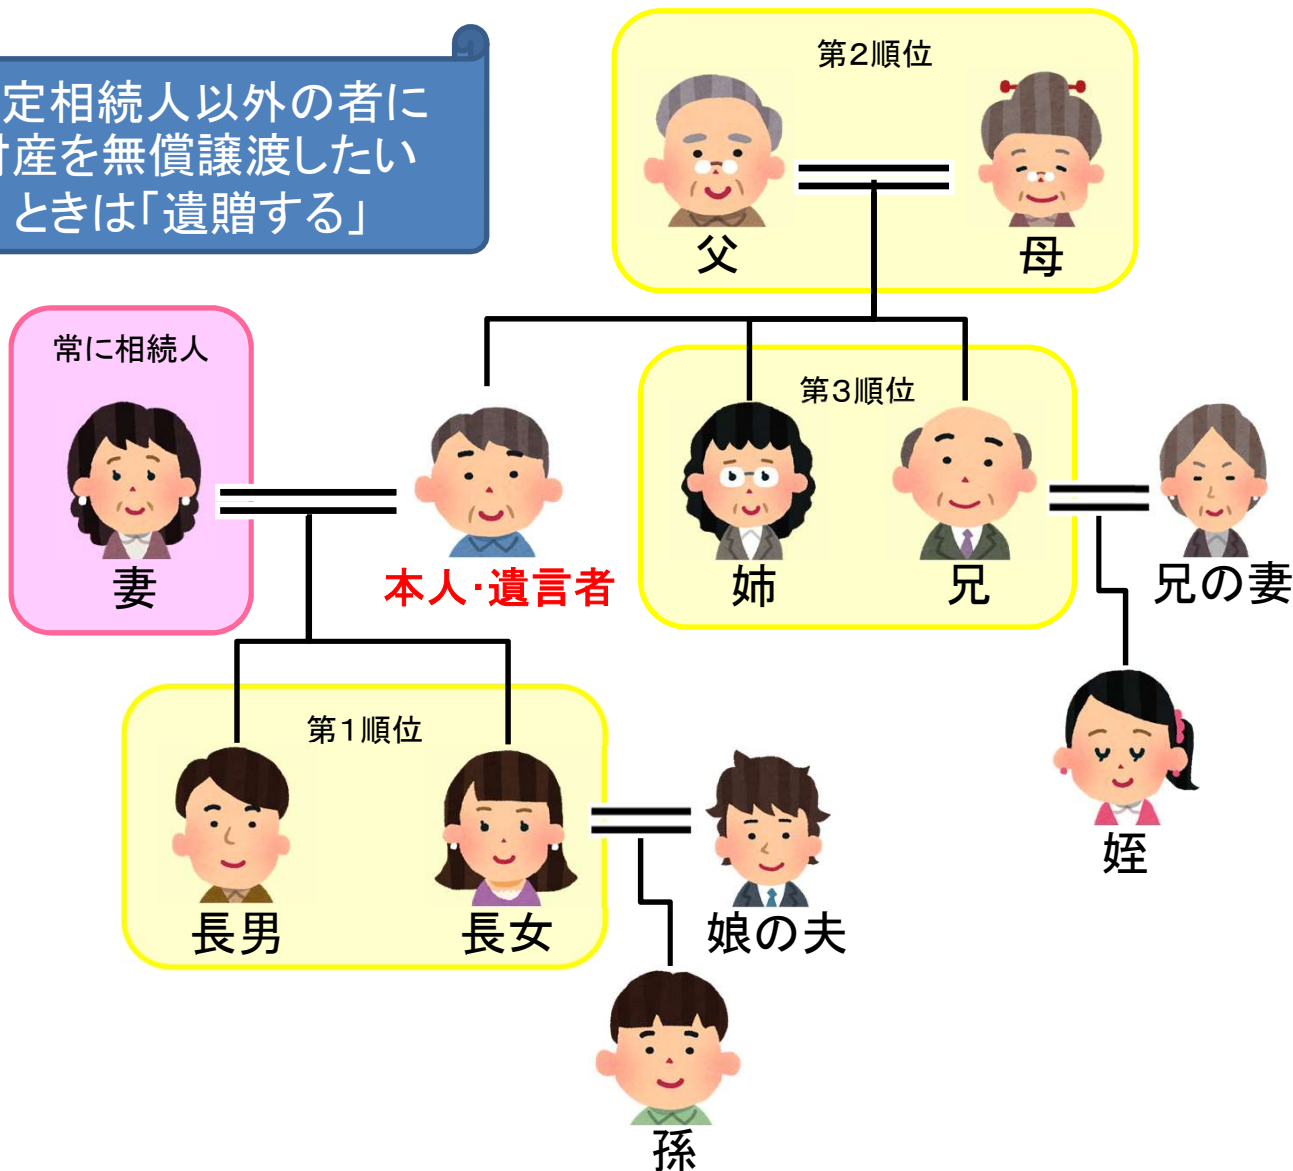 定相続人以外の者に
財産を無償譲渡したい
ときは「遺贈する」
第2順位
父
母
常に相続人
妻
本人・遺言者
第3順位
姉
兄
兄の妻
第1順位
長男
長女
娘の夫
姪
孫